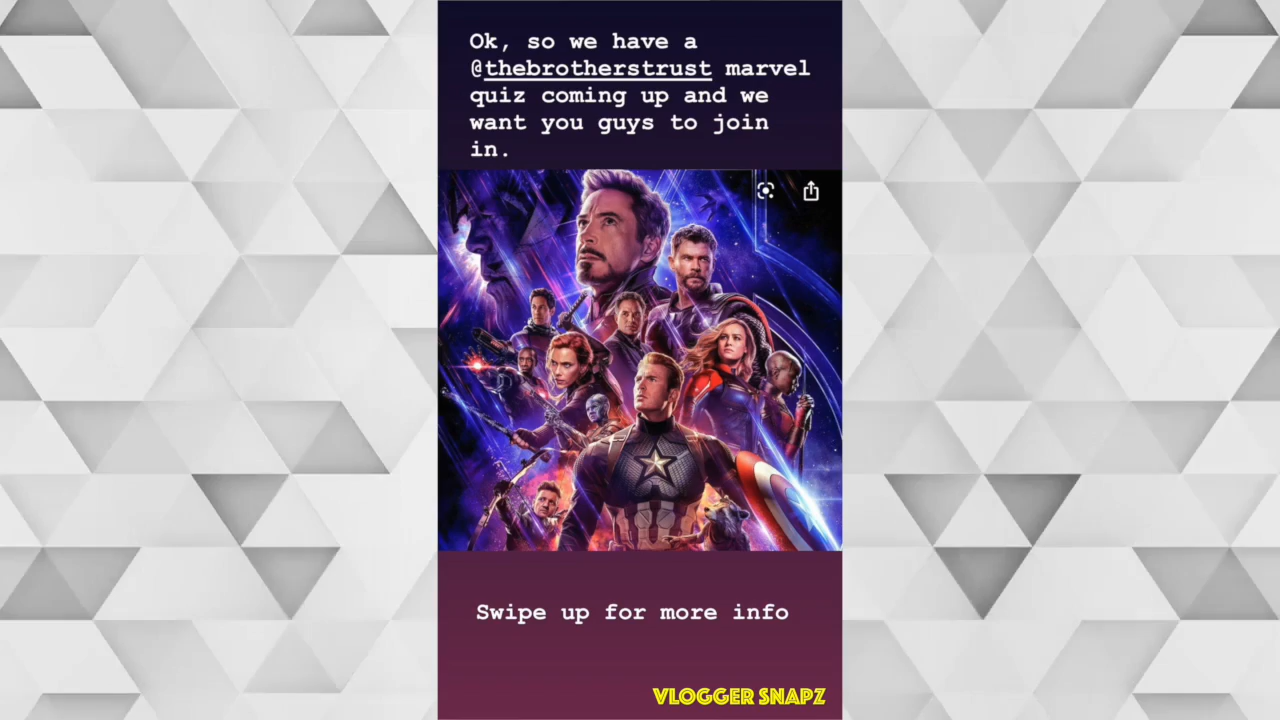 Ok, so we have a
@thebrotherstrust marvel
quiz coming up and we
want you guys to join
in.
Swipe up for more info
VLOGGER SNAPZ